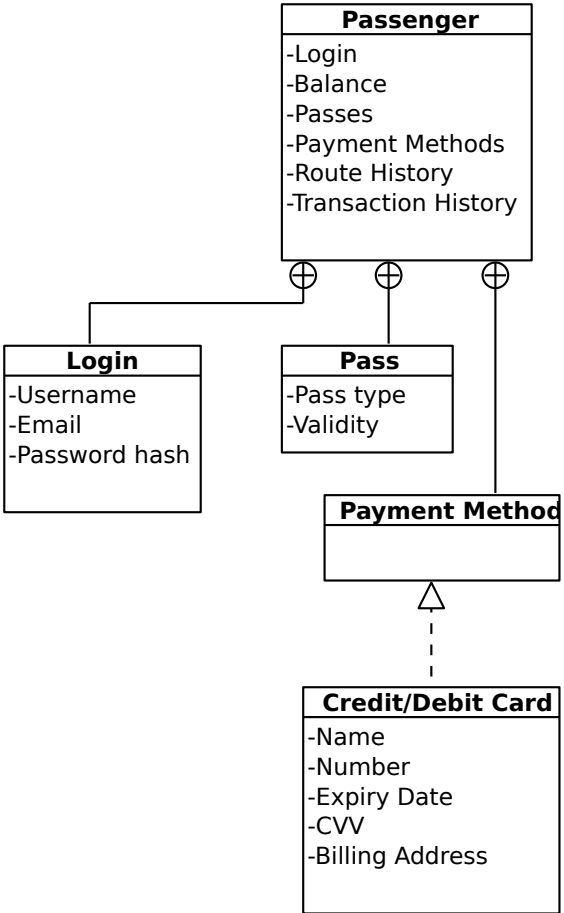 Passenger
-Login
-Balance
-Passes
-Payment Methods
-Route History
-Transaction History
Login
-Username
-Email
-Password hash
Pass
-Pass type
-Validity
Payment Method
Credit/Debit Card
-Name
-Number
-Expiry Date
-CVV
-Billing Address